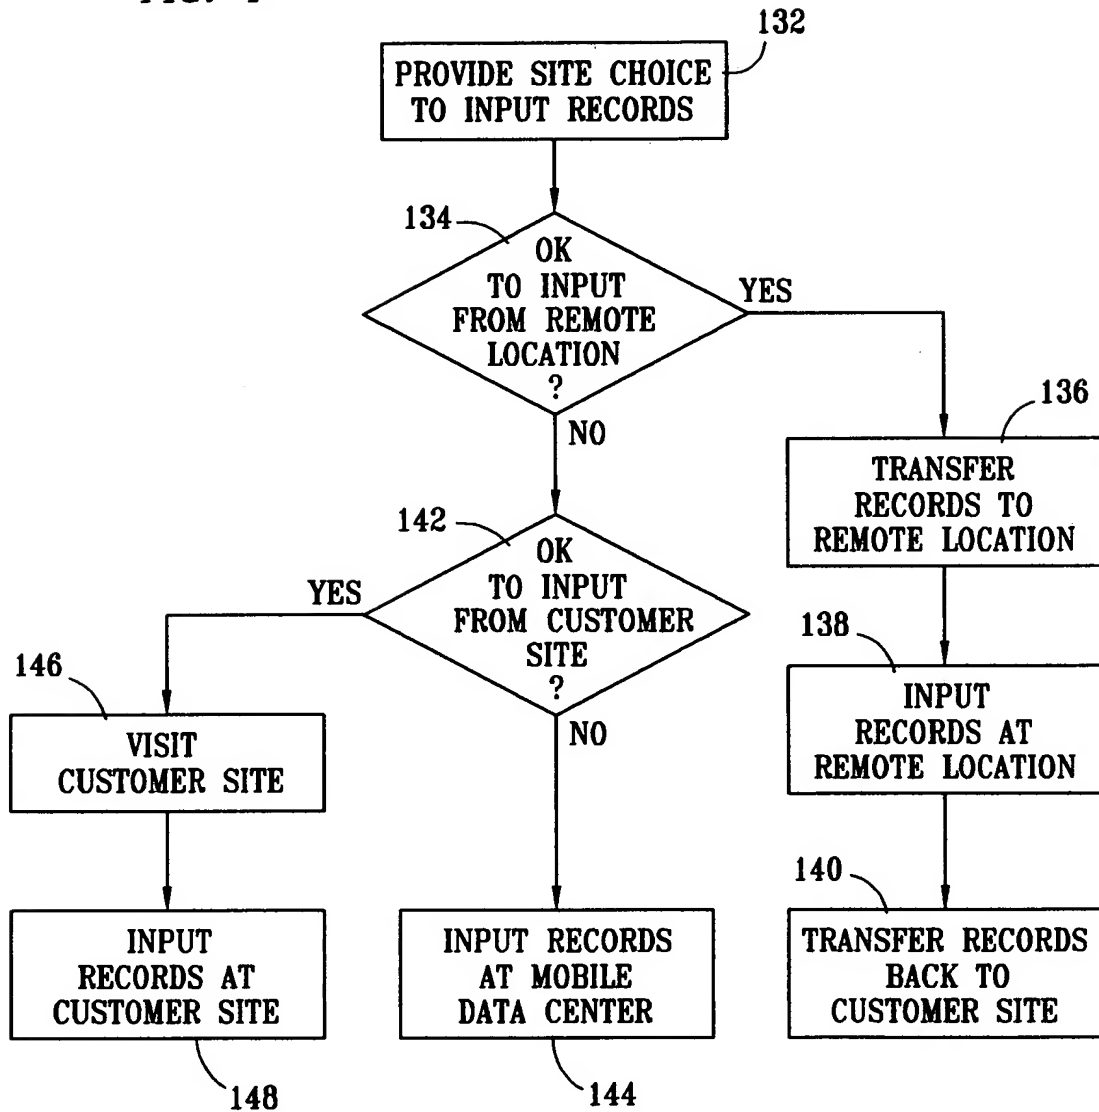 132
PROVIDE SITE CHOICE
TO INPUT RECORDS
134
OK
TO INPUT
FROM REMOTE
LOCATION
?
YES
NO
136
TRANSFER
RECORDS TO
REMOTE LOCATION
142
OK
TO INPUT
FROM CUSTOMER
SITE
?
YES
NO
138
INPUT
RECORDS AT
REMOTE LOCATION
146
VISIT
CUSTOMER SITE
140
TRANSFER RECORDS
BACK TO
CUSTOMER SITE
INPUT
RECORDS AT
CUSTOMER SITE
148
INPUT RECORDS
AT MOBILE
DATA CENTER
144